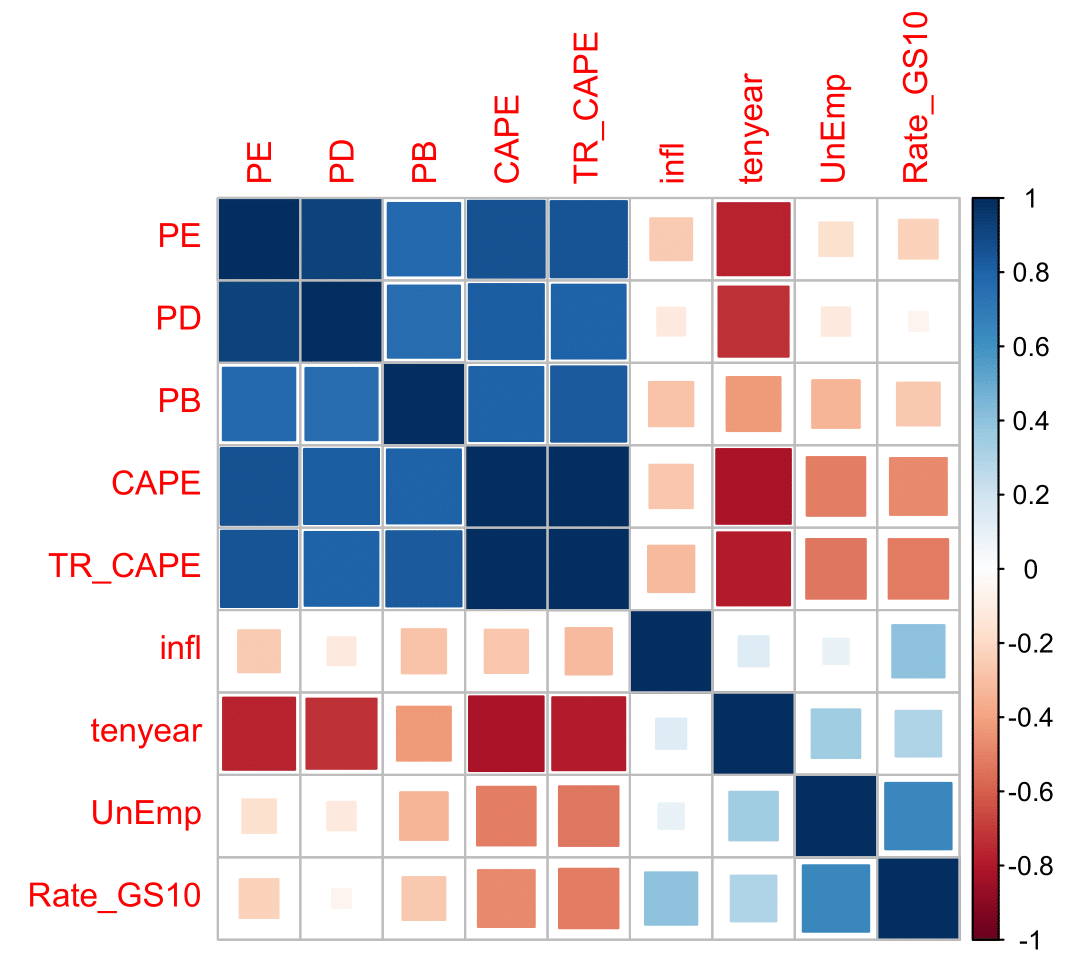 PE
PD
PB
CAPE
TR_CAPE
infl
tenyear
UnEmp
Rate_GS10
PE
PD
PB
CAPE
TR_CAPE
infl
tenyear
UnEmp
Rate_GS10
1
0.8
0.6
0.4
0.2
0
-0.2
-0.4
-0.6
-0.8
-1